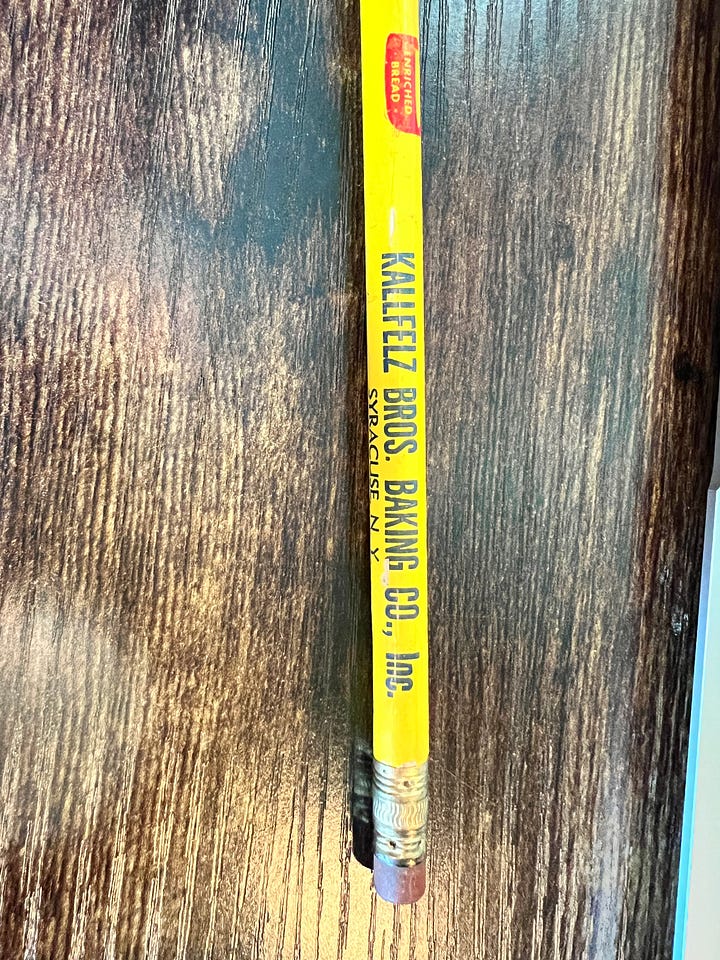 ENRICHED
BREAD
KALLFELZ BROS. BAKING CO., Inc.
SYRACUSE N Y